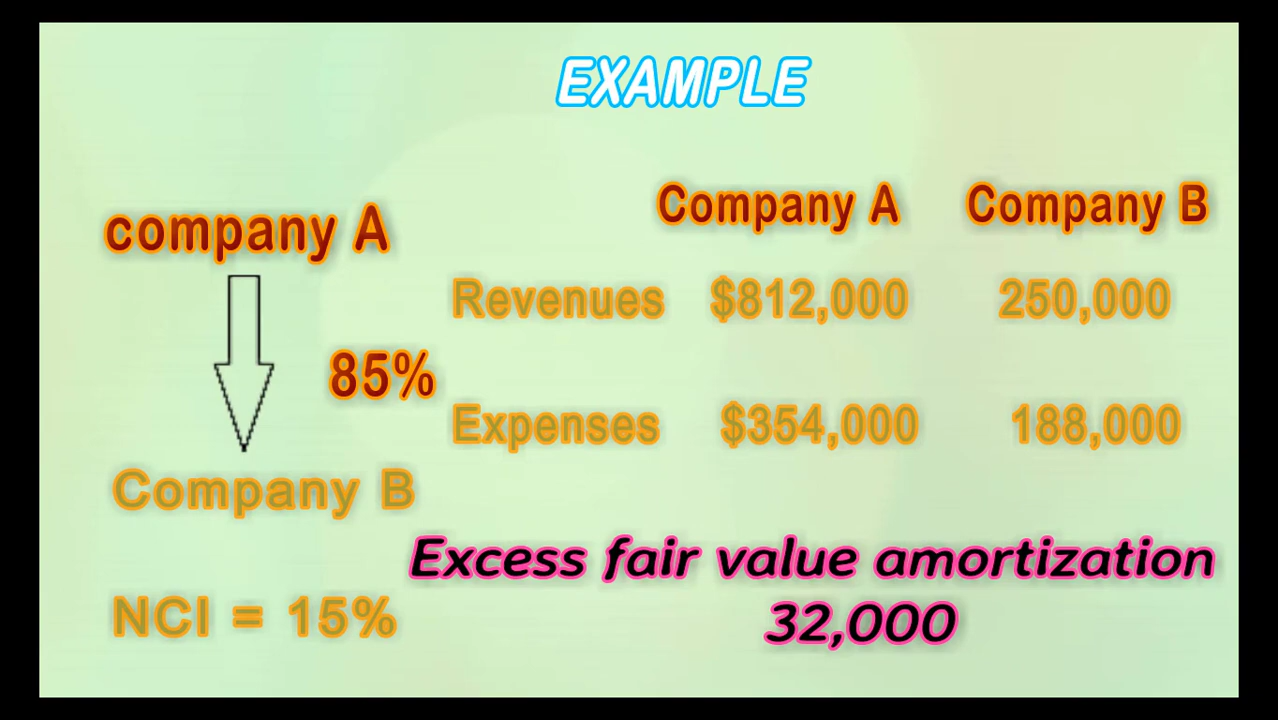 EXAMPLE
company A
85%
Company B
NCI = 15%
Company A Company B
Revenues $812,000 250,000
Expenses $354,000 188,000
Excess fair value amortization
32,000